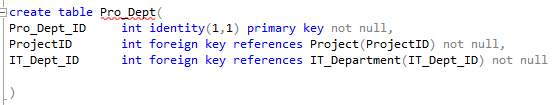 create table Pro_Dept(
Pro_Dept_ID int identity(1,1) primary key not null,
ProjectID int foreign key references Project(ProjectID) not null,
IT_Dept_ID int foreign key references IT_Department(IT_Dept_ID) not null
)